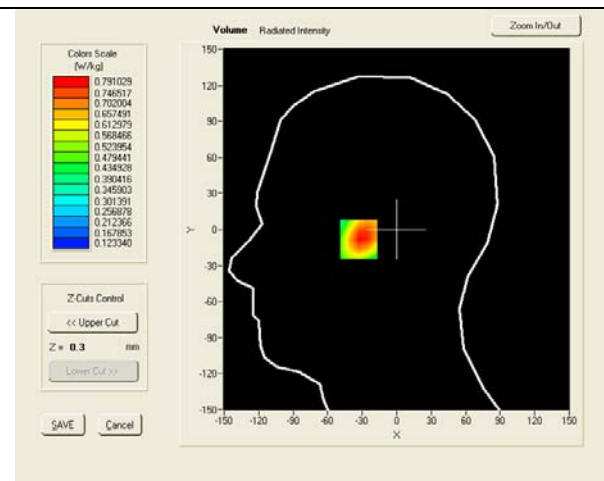 Volume Radiated Intensity
Zoom In/Out
Colors Scale
(W/kg)
0.791029
0.746517
0.702004
0.657491
0.612979
0.568466
0.523954
0.479441
0.434928
0.390416
0.345903
0.301391
0.256878
0.212366
0.167853
0.123340
Z-Cuts Control
<< Upper Cut
Z = 0.3 mm
Lower Cut >>
SAVE
Cancel
150
120
90
60
30
Y
0
-30
-60
-90
-120
-150
-150 -120 -90 -60 -30 0 30 60 90 120 150
X